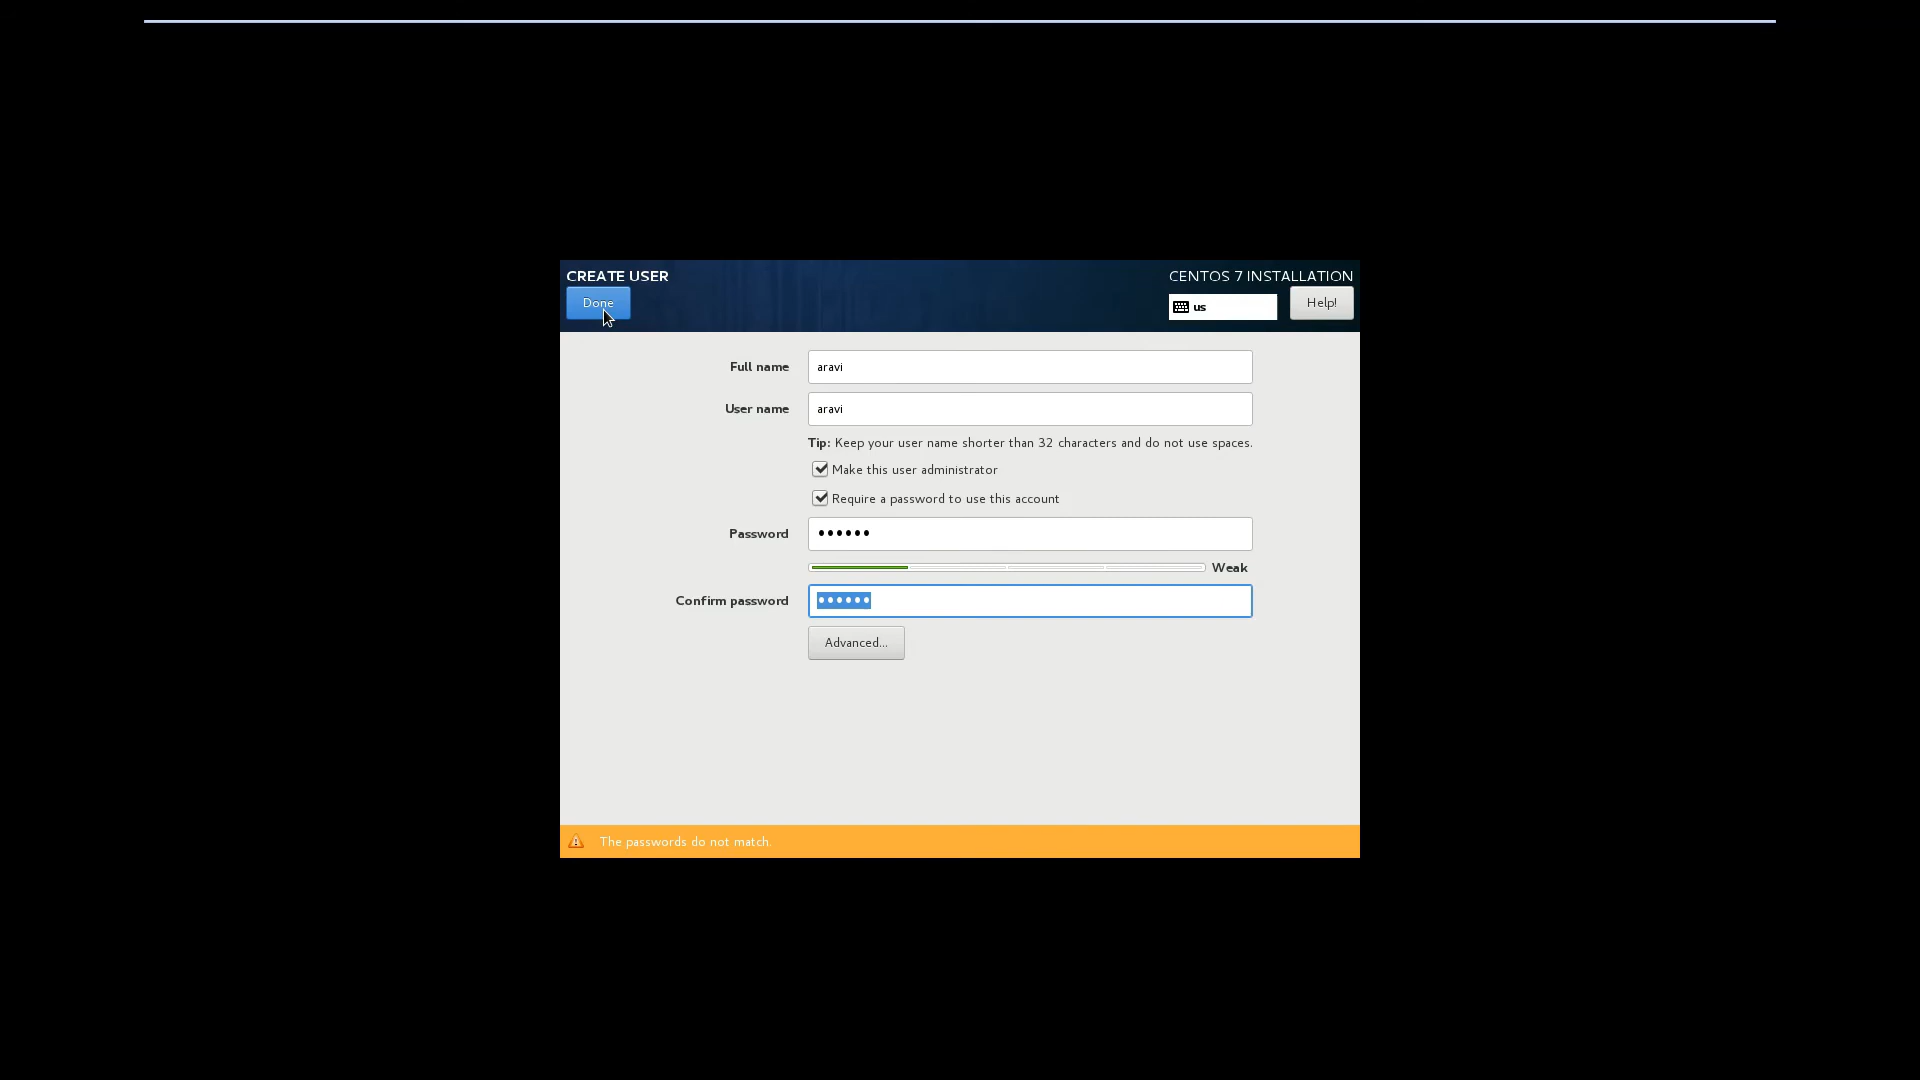 CREATE USER
CENTOS 7 INSTALLATION
Done
us
Help!
Full name
aravi
User name
aravi
Tip: Keep your user name shorter than 32 characters and do not use spaces.
Make this user administrator
Require a password to use this account
Password
••••••
Weak
Confirm password
••••••
Advanced...
The passwords do not match.